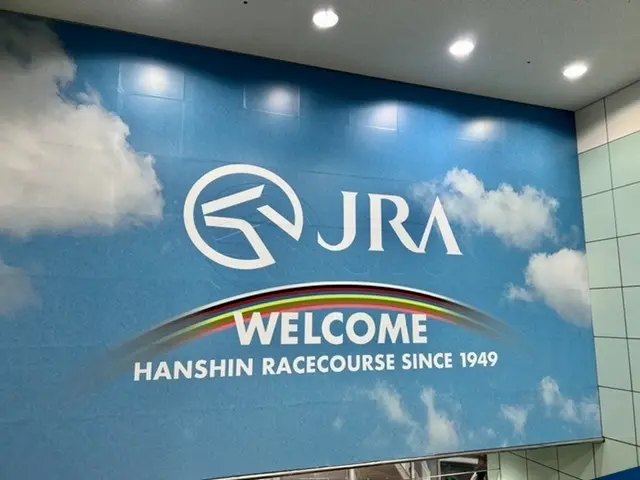 JRA
WELCOME
HANSHIN RACECOURSE SINCE 1949